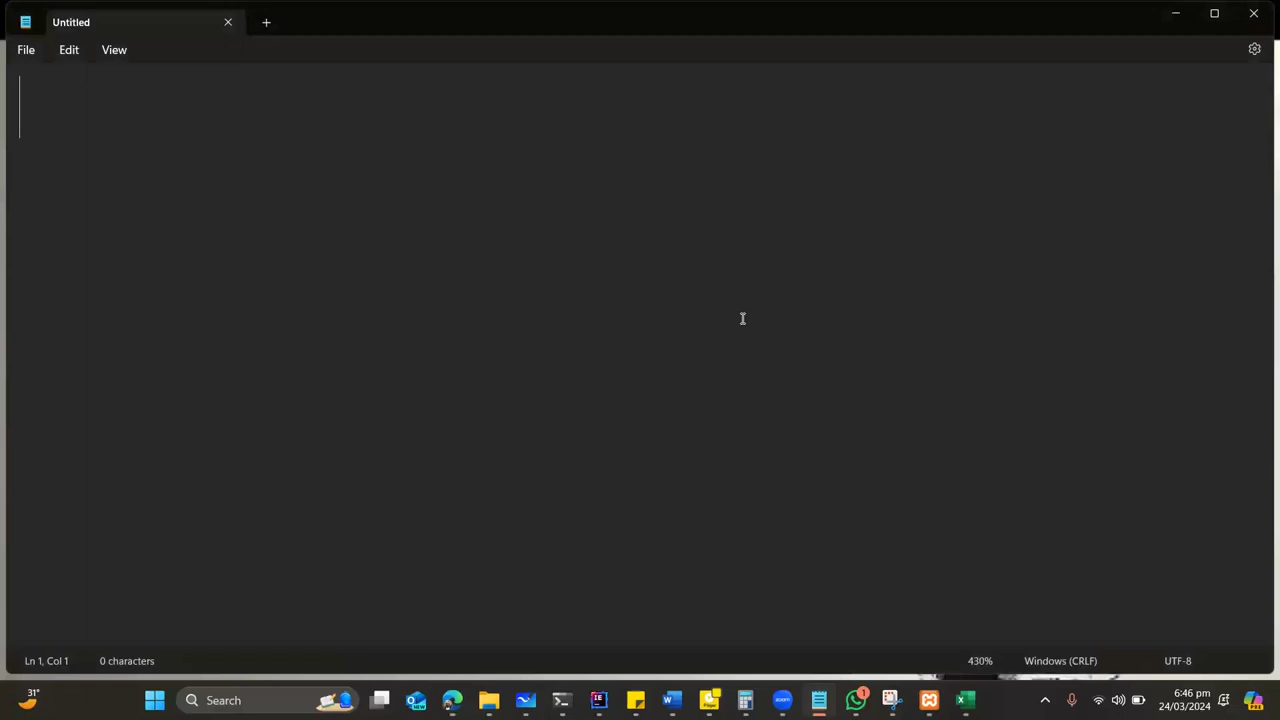 Untitled
File Edit View
Ln 1, Col 1 0 characters 430% Windows (CRLF) UTF-8
31° Search 1 6:46 pm
24/03/2024